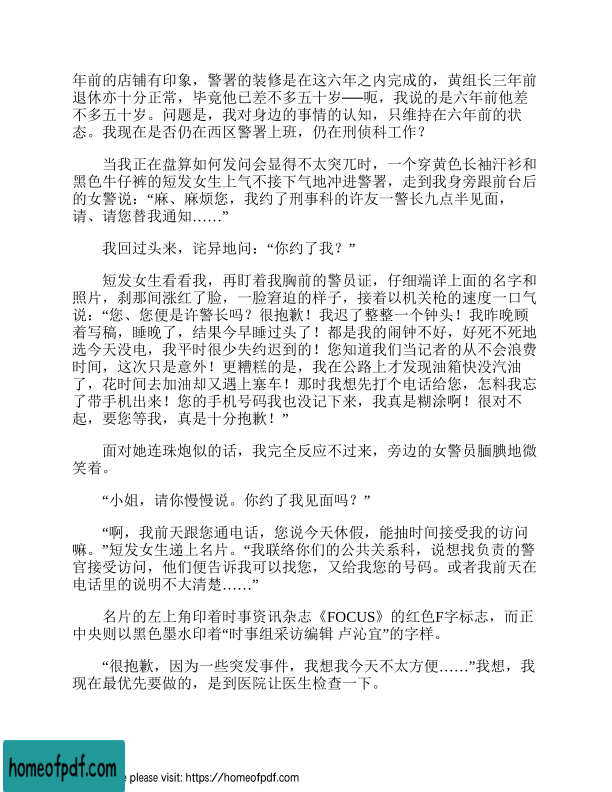 年前的店铺有印象，警署的装修是在这六年之内完成的，黄组长三年前
退休亦十分正常，毕竟他已差不多五十岁──呃，我说的是六年前他差
不多五十岁。问题是，我对身边的事情的认知，只维持在六年前的状
态。我现在是否仍在西区警署上班，仍在刑侦科工作？
当我正在盘算如何发问会显得不太突兀时，一个穿黄色长袖汗衫和
黑色牛仔裤的短发女生上气不接下气地冲进警署，走到我身旁跟前台后
的女警说：“麻、麻烦您，我约了刑事科的许友一警长九点半见面，
请、请您替我通知……”
我回过头来，诧异地问：“你约了我？”
短发女生看看我，再盯着我胸前的警员证，仔细端详上面的名字和
照片，刹那间涨红了脸，一脸窘迫的样子，接着以机关枪的速度一口气
说：“您、您便是许警长吗？很抱歉！我迟了整整一个钟头！我昨晚顾
着写稿，睡晚了，结果今早睡过头了！都是我的闹钟不好，好死不死地
选今天没电，我平时很少失约迟到的！您知道我们当记者的从不会浪费
时间，这次只是意外！更糟糕的是，我在公路上才发现油箱快没汽油
了，花时间去加油却又遇上塞车！那时我想先打个电话给您，怎料我忘
了带手机出来！您的手机号码我也没记下来，我真是糊涂啊！很对不
起，要您等我，真是十分抱歉！”
面对她连珠炮似的话，我完全反应不过来，旁边的女警员腼腆地微
笑着。
“小姐，请你慢慢说。你约了我见面吗？”
“啊，我前天跟您通电话，您说今天休假，能抽时间接受我的访问
嘛。”短发女生递上名片。“我联络你们的公共关系科，说想找负责的警
官接受访问，他们便告诉我可以找您，又给我您的号码。或者我前天在
电话里的说明不大清楚……”
名片的左上角印着时事资讯杂志《FOCUS》的红色F字标志，而正
中央则以黑色墨水印着“时事组采访编辑 卢沁宜”的字样。
“很抱歉，因为一些突发事件，我想我今天不太方便……”我想，我
现在最优先要做的，是到医院让医生检查一下。
homeofpdf.com
please visit: https://homeofpdf.com